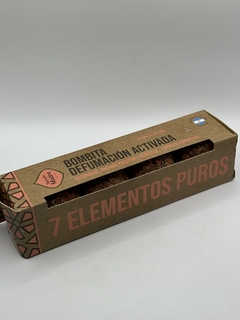 BOMBITA
DEFUMACIÓN ACTIVADA
7 ELEMENTOS PUROS